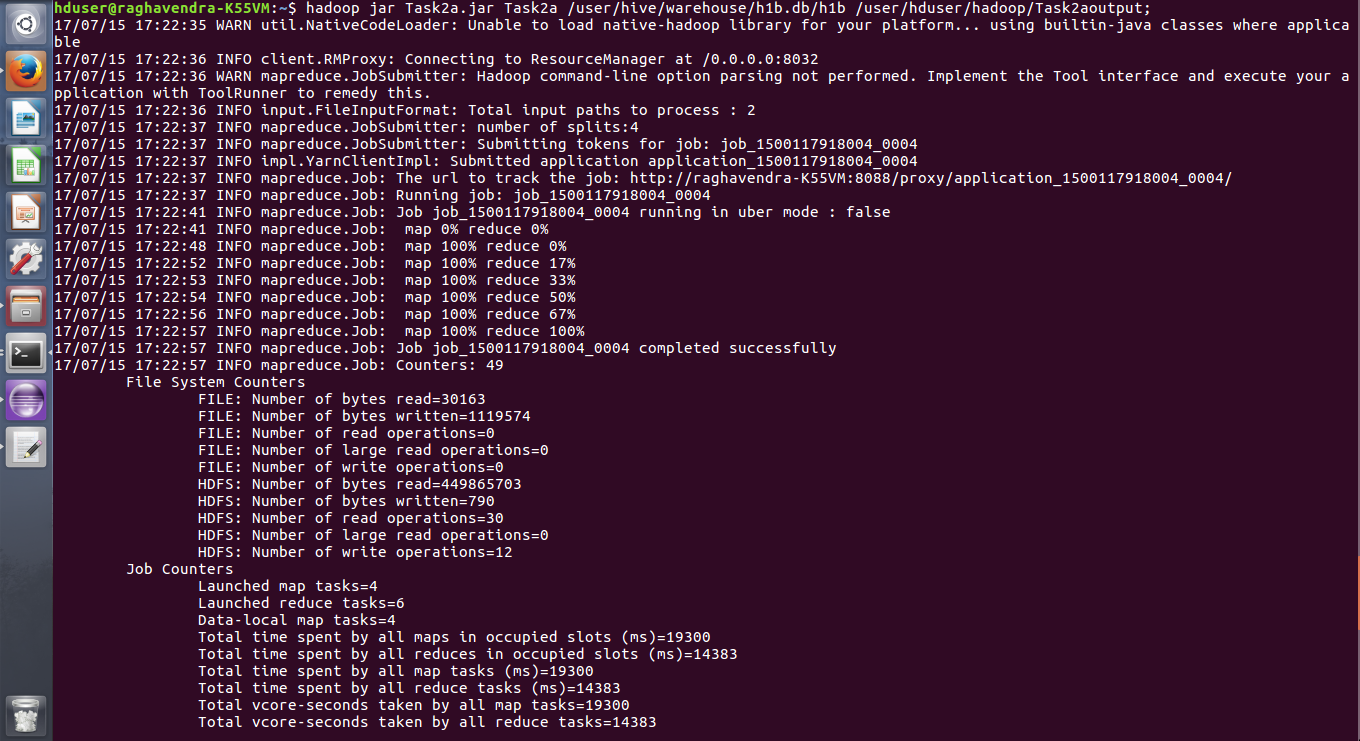 hduser@raghavendra-K55VM:~$ hadoop jar Task2a.jar Task2a /user/hive/warehouse/h1b.db/h1b /user/hduser/hadoop/Task2aoutput;
17/07/15 17:22:35 WARN util.NativeCodeLoader: Unable to load native-hadoop library for your platform... using builtin-java classes where applica
ble
17/07/15 17:22:36 INFO client.RMProxy: Connecting to ResourceManager at /0.0.0.0:8032
17/07/15 17:22:36 WARN mapreduce.JobSubmitter: Hadoop command-line option parsing not performed. Implement the Tool interface and execute your a
pplication with ToolRunner to remedy this.
17/07/15 17:22:36 INFO input.FileInputFormat: Total input paths to process : 2
17/07/15 17:22:37 INFO mapreduce.JobSubmitter: number of splits:4
17/07/15 17:22:37 INFO mapreduce.JobSubmitter: Submitting tokens for job: job_1500117918004_0004
17/07/15 17:22:37 INFO impl.YarnClientImpl: Submitted application application_1500117918004_0004
17/07/15 17:22:37 INFO mapreduce.Job: The url to track the job: http://raghavendra-K55VM:8088/proxy/application_1500117918004_0004/
17/07/15 17:22:37 INFO mapreduce.Job: Running job: job_1500117918004_0004
17/07/15 17:22:41 INFO mapreduce.Job: Job job_1500117918004_0004 running in uber mode : false
17/07/15 17:22:41 INFO mapreduce.Job:  map 0% reduce 0%
17/07/15 17:22:48 INFO mapreduce.Job:  map 100% reduce 0%
17/07/15 17:22:52 INFO mapreduce.Job:  map 100% reduce 17%
17/07/15 17:22:53 INFO mapreduce.Job:  map 100% reduce 33%
17/07/15 17:22:54 INFO mapreduce.Job:  map 100% reduce 50%
17/07/15 17:22:56 INFO mapreduce.Job:  map 100% reduce 67%
17/07/15 17:22:57 INFO mapreduce.Job:  map 100% reduce 100%
17/07/15 17:22:57 INFO mapreduce.Job: Job job_1500117918004_0004 completed successfully
17/07/15 17:22:57 INFO mapreduce.Job: Counters: 49
File System Counters
FILE: Number of bytes read=30163
FILE: Number of bytes written=1119574
FILE: Number of read operations=0
FILE: Number of large read operations=0
FILE: Number of write operations=0
HDFS: Number of bytes read=449865703
HDFS: Number of bytes written=790
HDFS: Number of read operations=30
HDFS: Number of large read operations=0
HDFS: Number of write operations=12
Job Counters
Launched map tasks=4
Launched reduce tasks=6
Data-local map tasks=4
Total time spent by all maps in occupied slots (ms)=19300
Total time spent by all reduces in occupied slots (ms)=14383
Total time spent by all map tasks (ms)=19300
Total time spent by all reduce tasks (ms)=14383
Total vcore-seconds taken by all map tasks=19300
Total vcore-seconds taken by all reduce tasks=14383